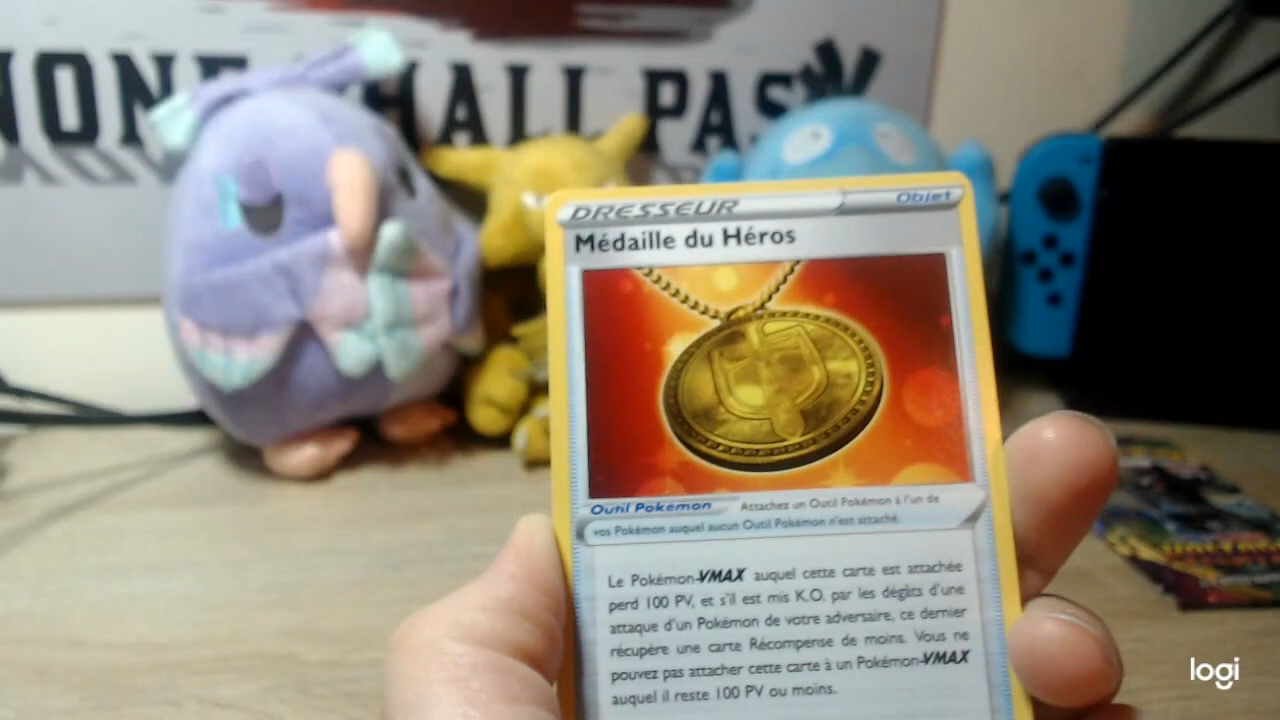 NONE SHALL PASS
DRESSEUR
Objet
Médaille du Héros
Outil Pokémon Attachez un Outil Pokémon à l'un de
vos Pokémon auquel aucun Outil Pokémon n'est attaché.
Le Pokémon-VMAX auquel cette carte est attachée
perd 100 PV, et s'il est mis K.O. par les dégâts d'une
attaque d'un Pokémon de votre adversaire, ce dernier
récupère une carte Récompense de moins. Vous ne
pouvez pas attacher cette carte à un Pokémon-VMAX
auquel il reste 100 PV ou moins.
logi